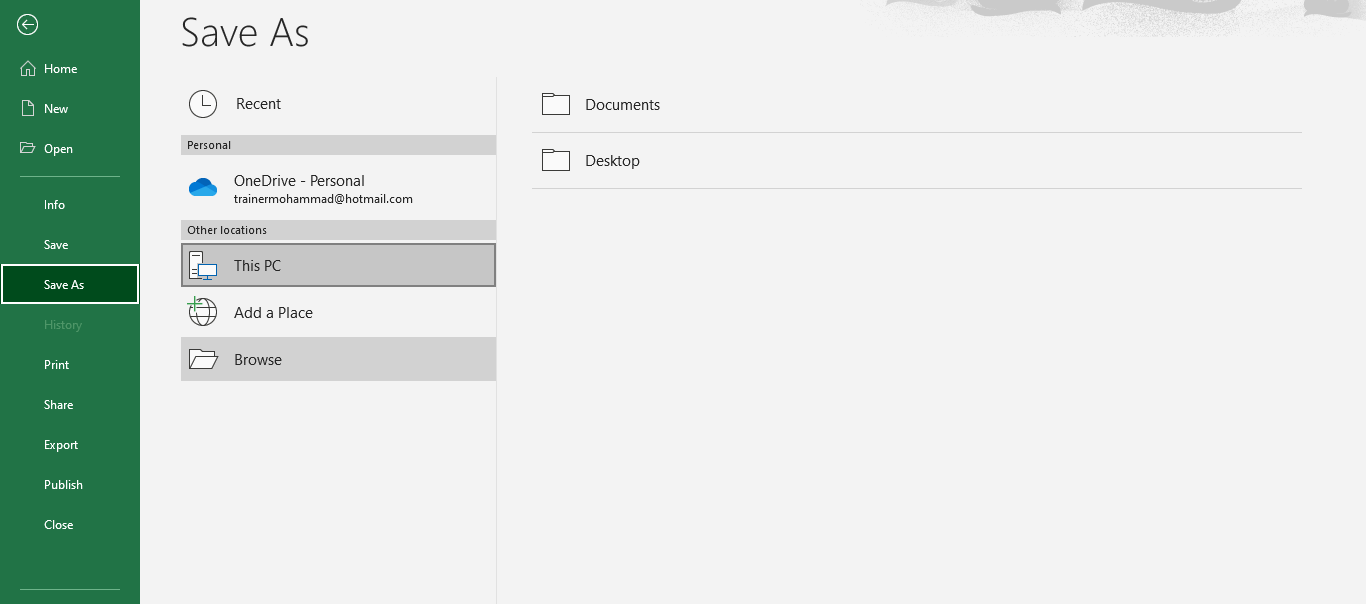 Home
New
Open
Info
Save
Save As
History
Print
Share
Export
Publish
Close
Save As
Recent
Personal
OneDrive - Personal
trainermohammad@hotmail.com
Other locations
This PC
Add a Place
Browse
Documents
Desktop